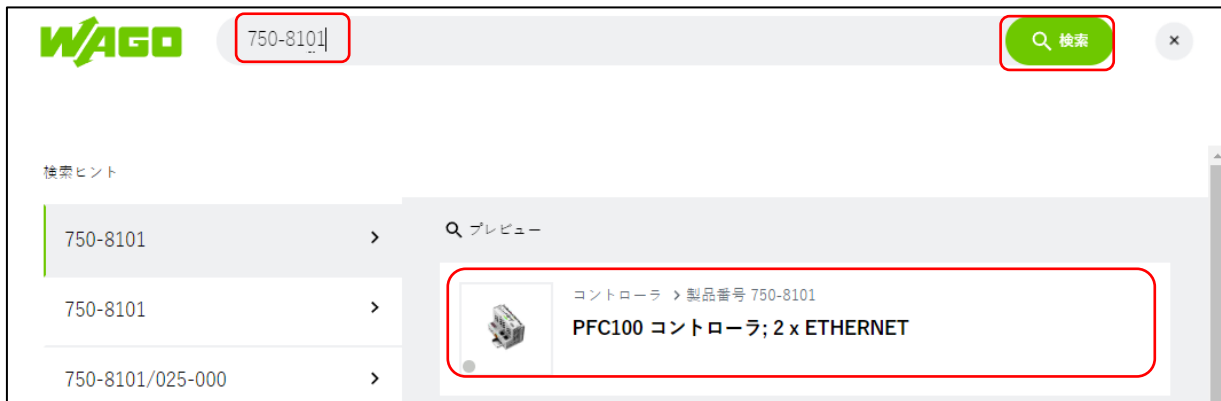 WAGO
750-8101
検索
×
検索ヒント
750-8101
プレビュー
コントローラ > 製品番号 750-8101
PFC100 コントローラ; 2 x ETHERNET
750-8101
750-8101/025-000